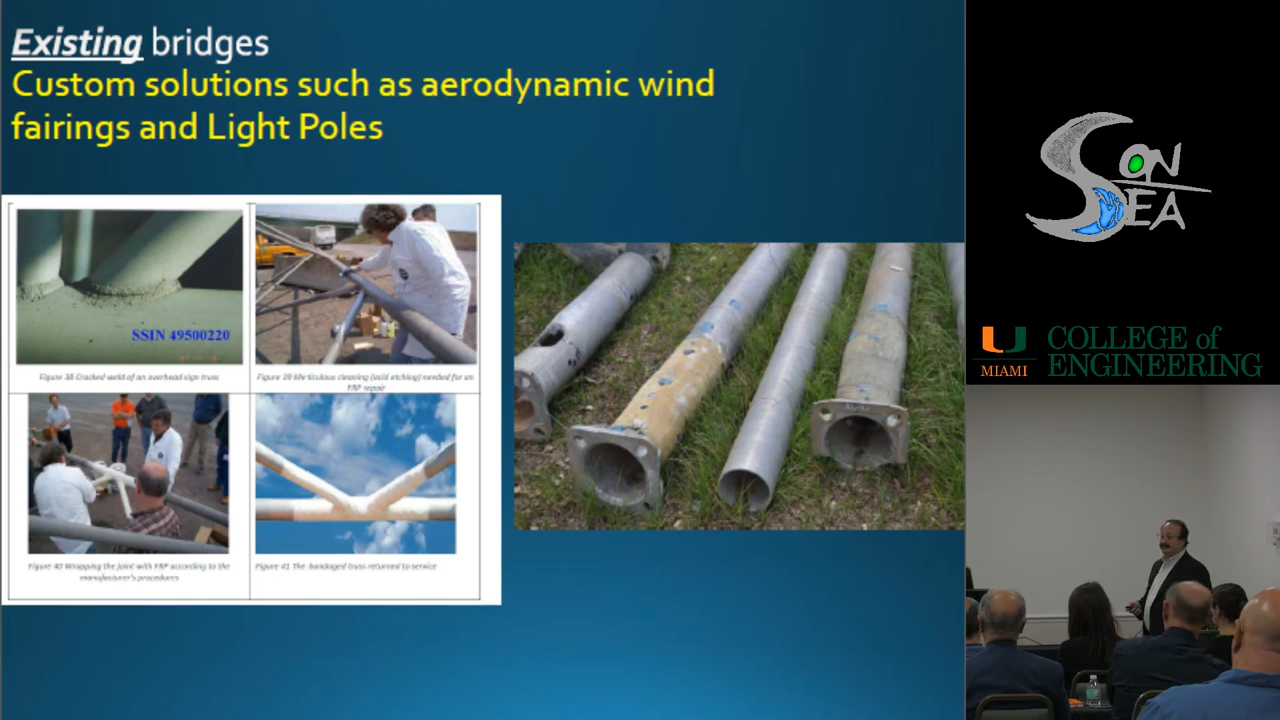 Existing bridges
Custom solutions such as aerodynamic wind
fairings and Light Poles
SSIN 49500220
Figure 38 Cracked weld of an overhead sign truss
Figure 39 Meticulous cleaning (acid etching) needed for an
FRP repair
Figure 40 Wrapping the joint with FRP according to the
manufacturer's procedures
Figure 41 The bandaged truss returned to service
SON
SEA
U
MIAMI
COLLEGE of
ENGINEERING